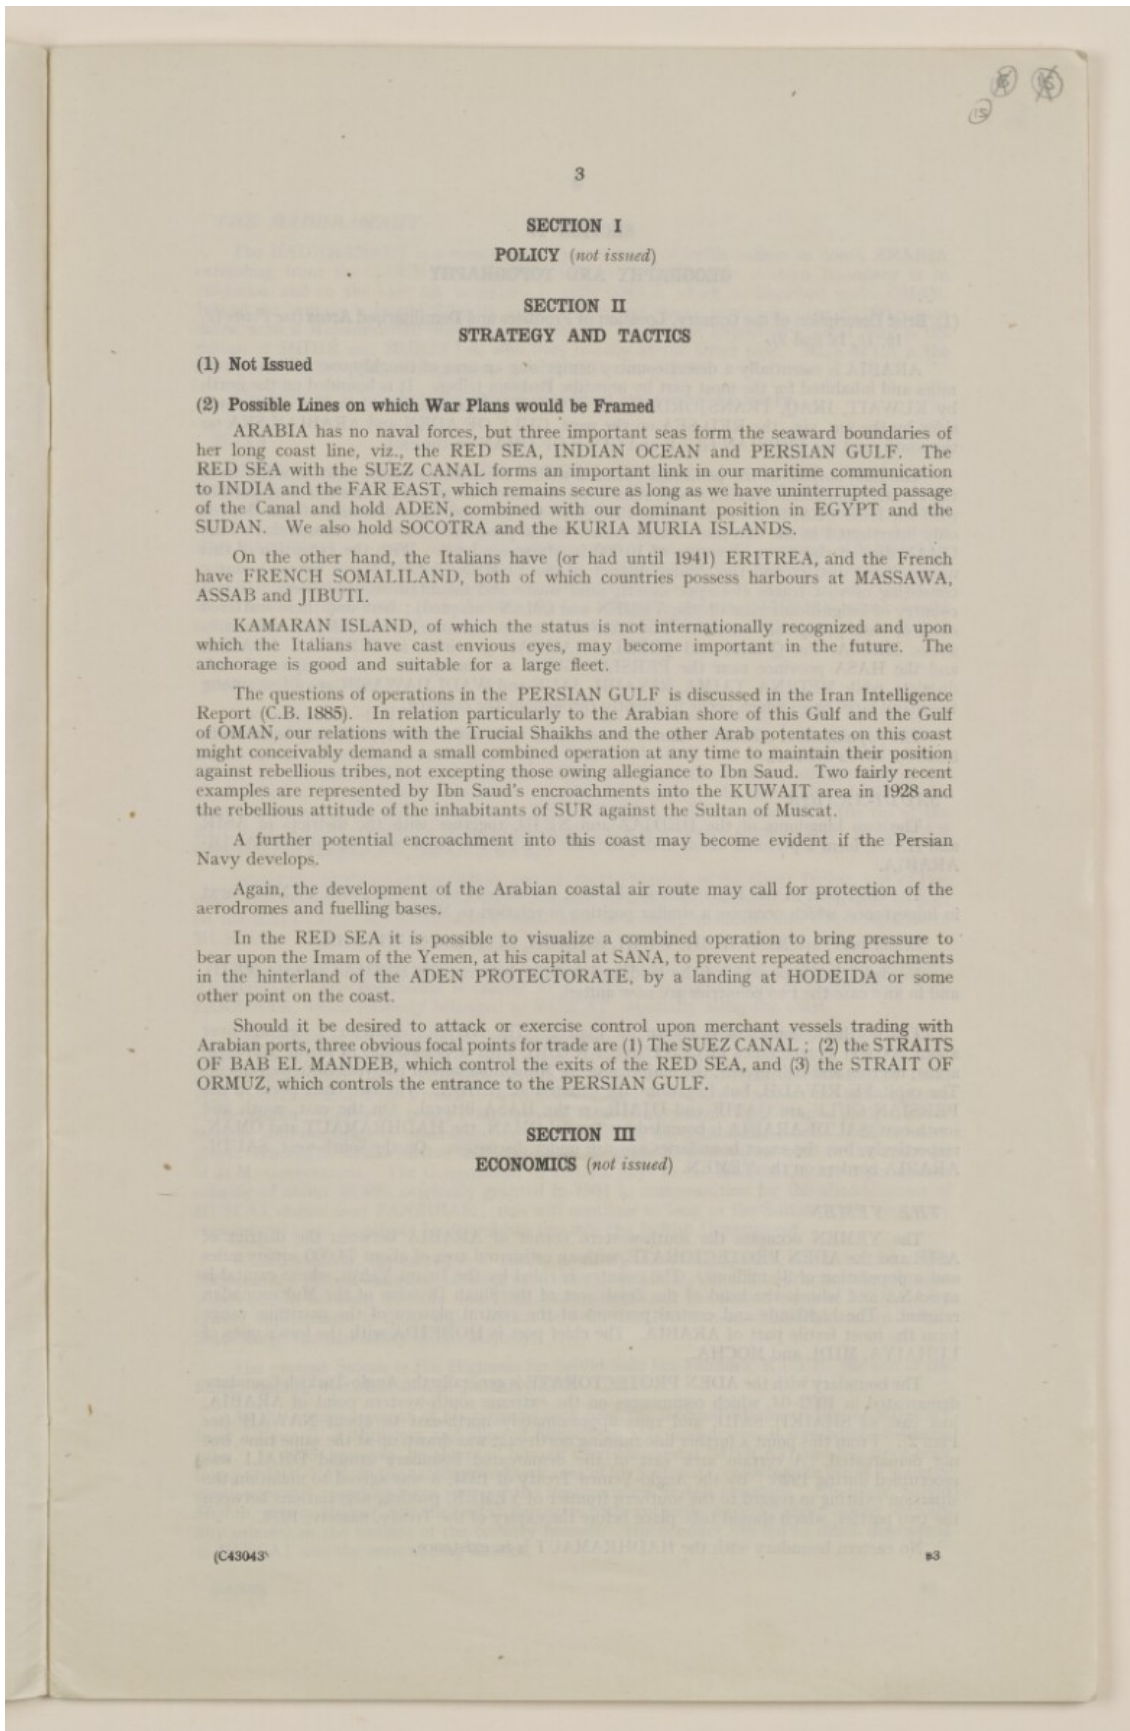 15
3
SECTION I
POLICY (not issued)
SECTION II
STRATEGY AND TACTICS
(1) Not Issued
(2) Possible Lines on which War Plans would be Framed
ARABIA has no naval forces, but three important seas form the seaward boundaries of
her long coast line, viz., the RED SEA, INDIAN OCEAN and PERSIAN GULF. The
RED SEA with the SUEZ CANAL forms an important link in our maritime communication
to INDIA and the FAR EAST, which remains secure as long as we have uninterrupted passage
of the Canal and hold ADEN, combined with our dominant position in EGYPT and the
SUDAN. We also hold SOCOTRA and the KURIA MURIA ISLANDS.
On the other hand, the Italians have (or had until 1941) ERITREA, and the French
have FRENCH SOMALILAND, both of which countries possess harbours at MASSAWA,
ASSAB and JIBUTI.
KAMARAN ISLAND, of which the status is not internationally recognized and upon
which the Italians have cast envious eyes, may become important in the future. The
anchorage is good and suitable for a large fleet.
The questions of operations in the PERSIAN GULF is discussed in the Iran Intelligence
Report (C.B. 1885). In relation particularly to the Arabian shore of this Gulf and the Gulf
of OMAN, our relations with the Trucial Shaikhs and the other Arab potentates on this coast
might conceivably demand a small combined operation at any time to maintain their position
against rebellious tribes, not excepting those owing allegiance to Ibn Saud. Two fairly recent
examples are represented by Ibn Saud's encroachments into the KUWAIT area in 1928 and
the rebellious attitude of the inhabitants of SUR against the Sultan of Muscat.
A further potential encroachment into this coast may become evident if the Persian
Navy develops.
Again, the development of the Arabian coastal air route may call for protection of the
aerodromes and fuelling bases.
In the RED SEA it is possible to visualize a combined operation to bring pressure to
bear upon the Imam of the Yemen, at his capital at SANA, to prevent repeated encroachments
in the hinterland of the ADEN PROTECTORATE, by a landing at HODEIDA or some
other point on the coast.
Should it be desired to attack or exercise control upon merchant vessels trading with
Arabian ports, three obvious focal points for trade are (1) The SUEZ CANAL ; (2) the STRAITS
OF BAB EL MANDEB, which control the exits of the RED SEA, and (3) the STRAIT OF
ORMUZ, which controls the entrance to the PERSIAN GULF.
SECTION III
ECONOMICS (not issued)
(C43043) B3